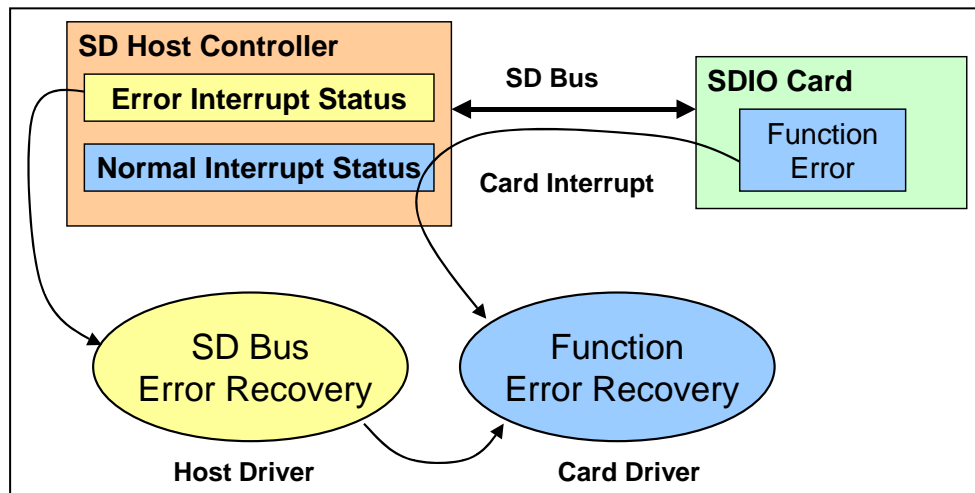 SD Host Controller
Error Interrupt Status
Normal Interrupt Status
SD Bus
Card Interrupt
SDIO Card
Function
Error
SD Bus
Error Recovery
Function
Error Recovery
Host Driver
Card Driver